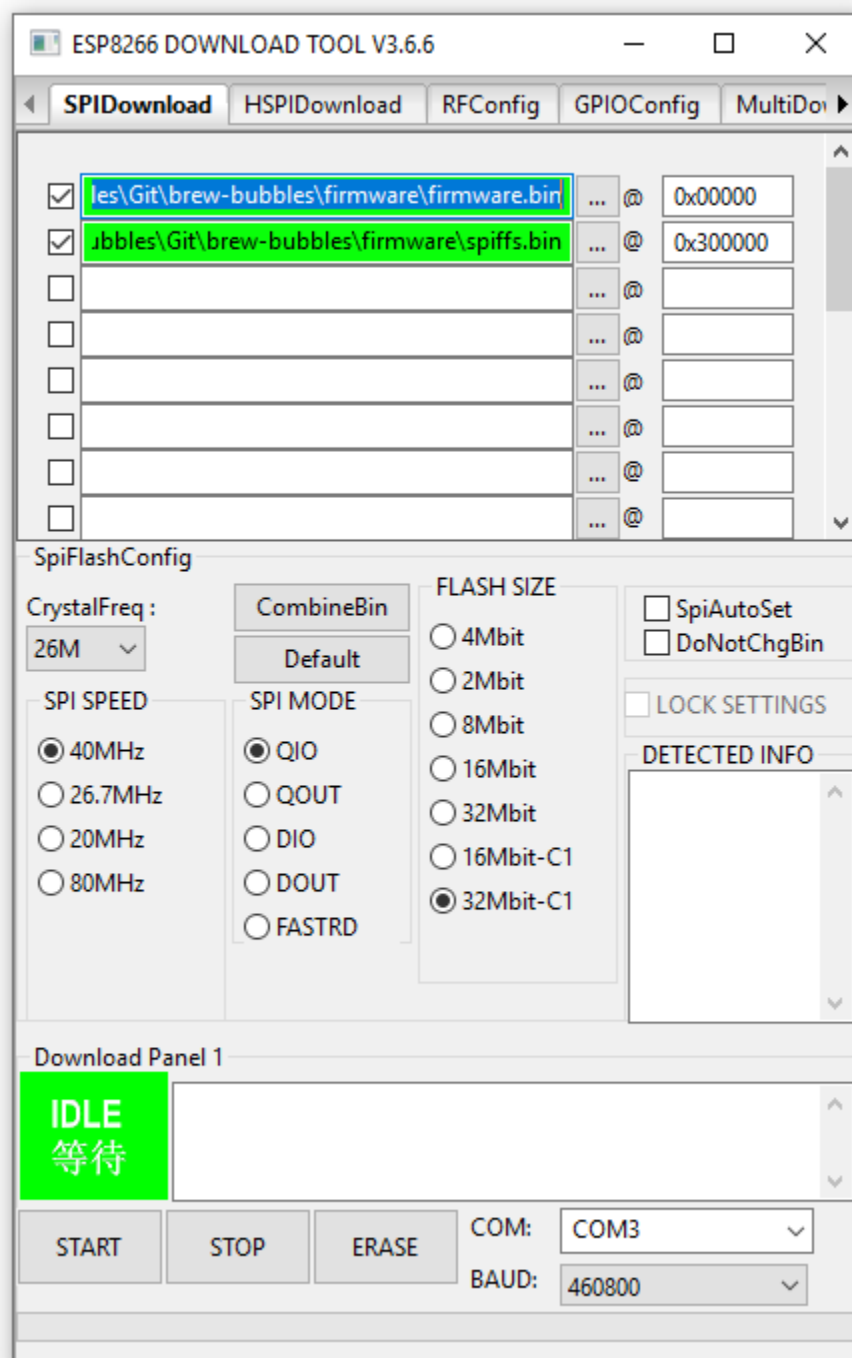 ESP8266 DOWNLOAD TOOL V3.6.6
SPIDownload HSPIDownload RFConfig GPIOConfig MultiDov
les\Git\brew-bubbles\firmware\firmware.bin ... @ 0x00000
ubbles\Git\brew-bubbles\firmware\spiffs.bin ... @ 0x300000
... @
... @
... @
... @
... @
... @
SpiFlashConfig
CrystalFreq :
26M
CombineBin
Default
SPI SPEED
40MHz
26.7MHz
20MHz
80MHz
SPI MODE
QIO
QOUT
DIO
DOUT
FASTRD
FLASH SIZE
4Mbit
2Mbit
8Mbit
16Mbit
32Mbit
16Mbit-C1
32Mbit-C1
SpiAutoSet
DoNotChgBin
LOCK SETTINGS
DETECTED INFO
Download Panel 1
IDLE
等待
START STOP ERASE
COM: COM3
BAUD: 460800